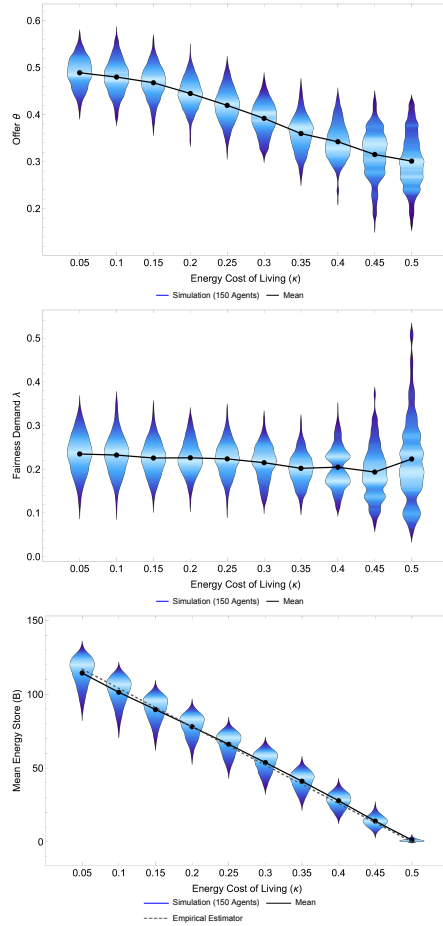 0.6
0.5
0.4
0.3
0.2
Offer θ
0.05 0.1 0.15 0.2 0.25 0.3 0.35 0.4 0.45 0.5
Energy Cost of Living (κ)
Simulation (150 Agents) Mean
0.5
0.4
0.3
0.2
0.1
0.0
Fairness Demand λ
0.05 0.1 0.15 0.2 0.25 0.3 0.35 0.4 0.45 0.5
Energy Cost of Living (κ)
Simulation (150 Agents) Mean
150
100
50
0
Mean Energy Store (B)
0.05 0.1 0.15 0.2 0.25 0.3 0.35 0.4 0.45 0.5
Energy Cost of Living (κ)
Simulation (150 Agents) Mean
Empirical Estimator